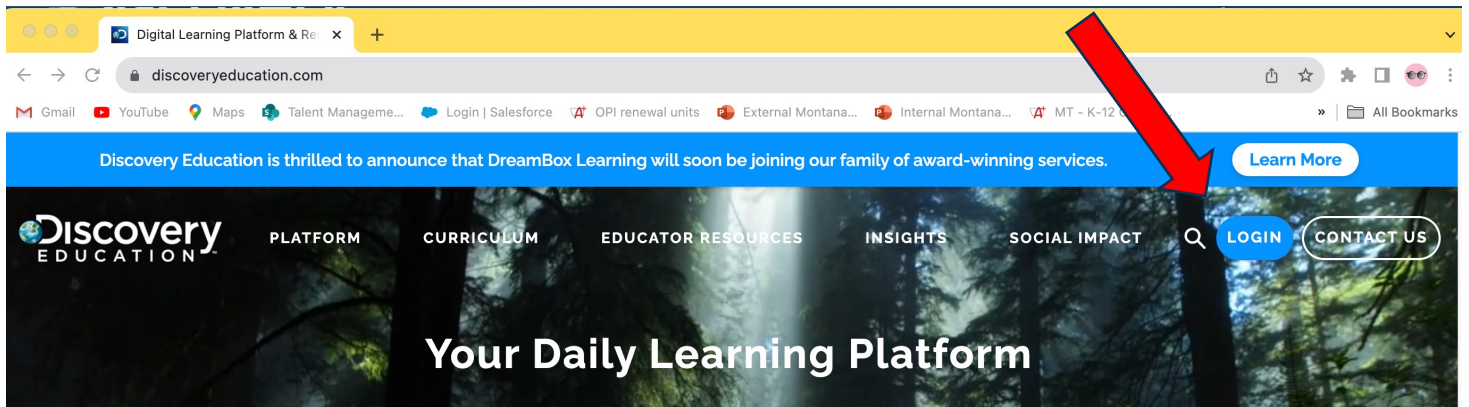 Digital Learning Platform & Re
discoveryeducation.com
Gmail YouTube Maps Talent Manageme... Login | Salesforce OPI renewal units External Montana... Internal Montana... MT - K-12 » All Bookmarks
Discovery Education is thrilled to announce that DreamBox Learning will soon be joining our family of award-winning services. Learn More
DISCOVERY
EDUCATION™
PLATFORM CURRICULUM EDUCATOR RESOURCES INSIGHTS SOCIAL IMPACT LOGIN CONTACT US
Your Daily Learning Platform